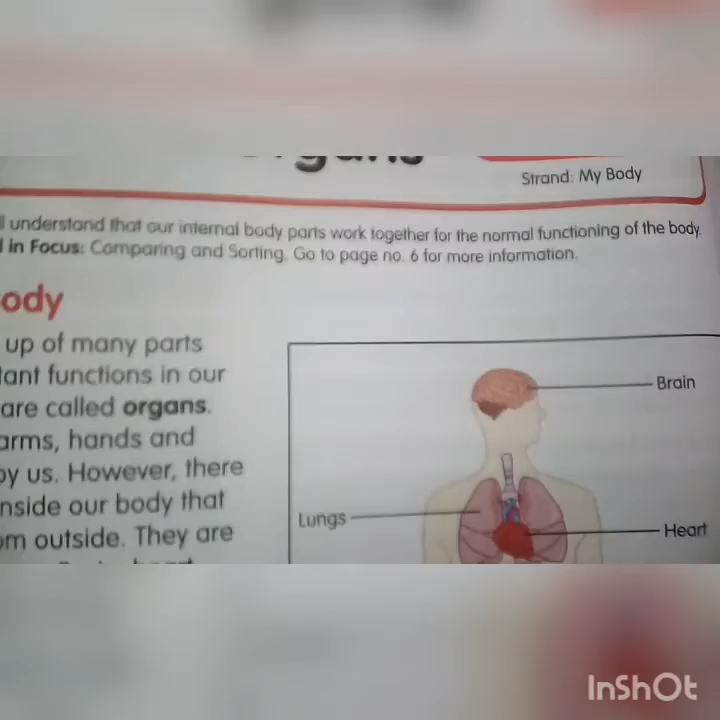 Strand: My Body
understand that our internal body parts work together for the normal functioning of the body.
in Focus: Comparing and Sorting. Go to page no. 6 for more information.
ody
up of many parts
tant functions in our
are called organs.
arms, hands and
by us. However, there
nside our body that
om outside. They are
Brain
Lungs
Heart
InShOt